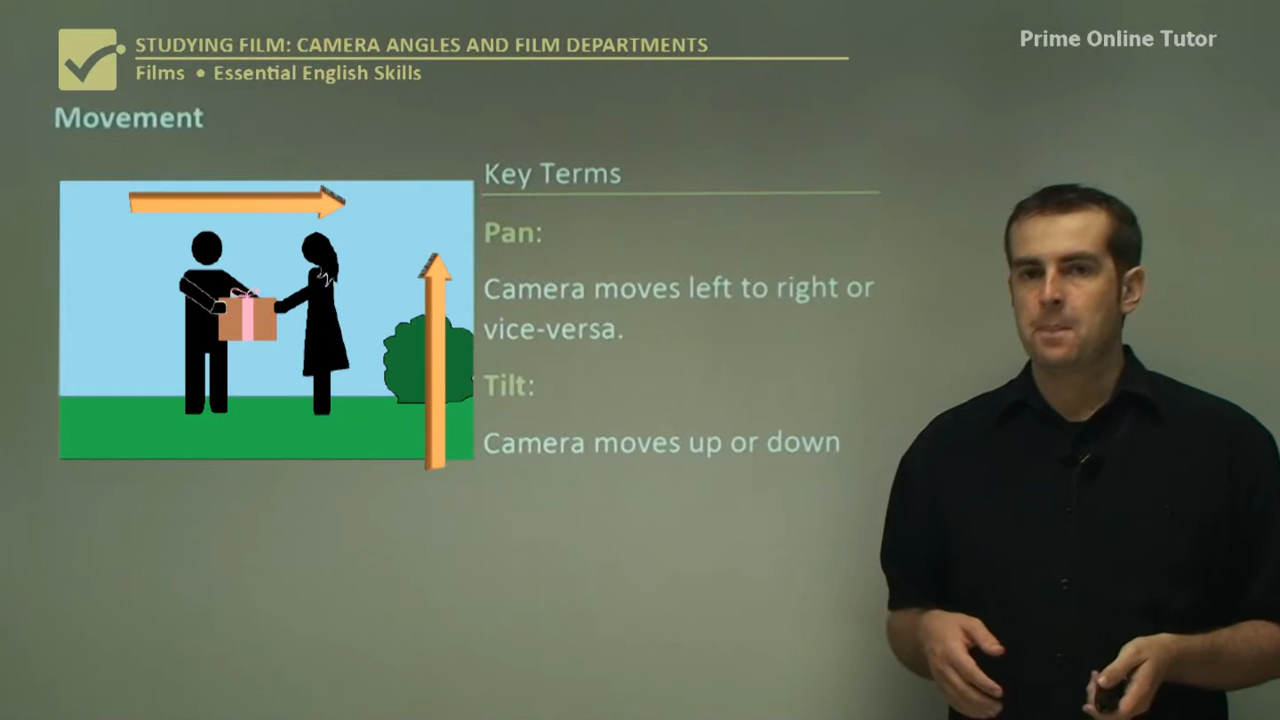 STUDYING FILM: CAMERA ANGLES AND FILM DEPARTMENTS
Films • Essential English Skills
Prime Online Tutor
Movement
Key Terms
Pan:
Camera moves left to right or
vice-versa.
Tilt:
Camera moves up or down